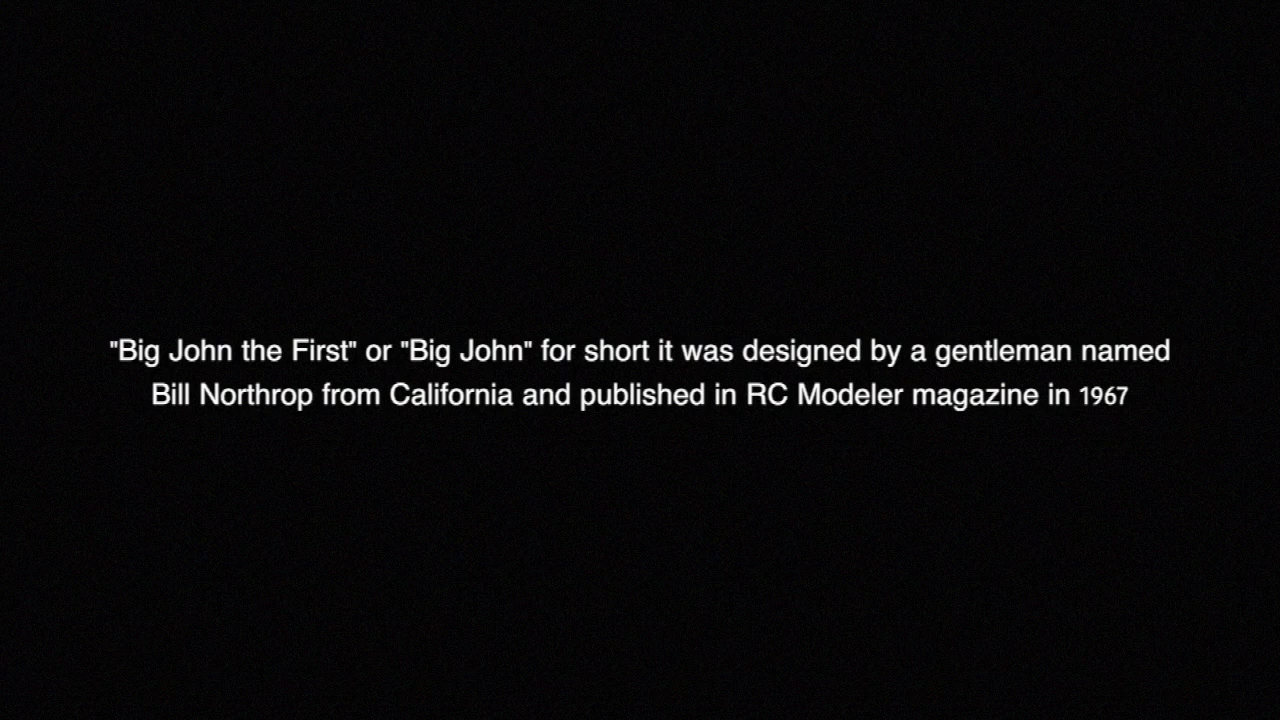 "Big John the First" or "Big John" for short it was designed by a gentleman named
Bill Northrop from California and published in RC Modeler magazine in 1967